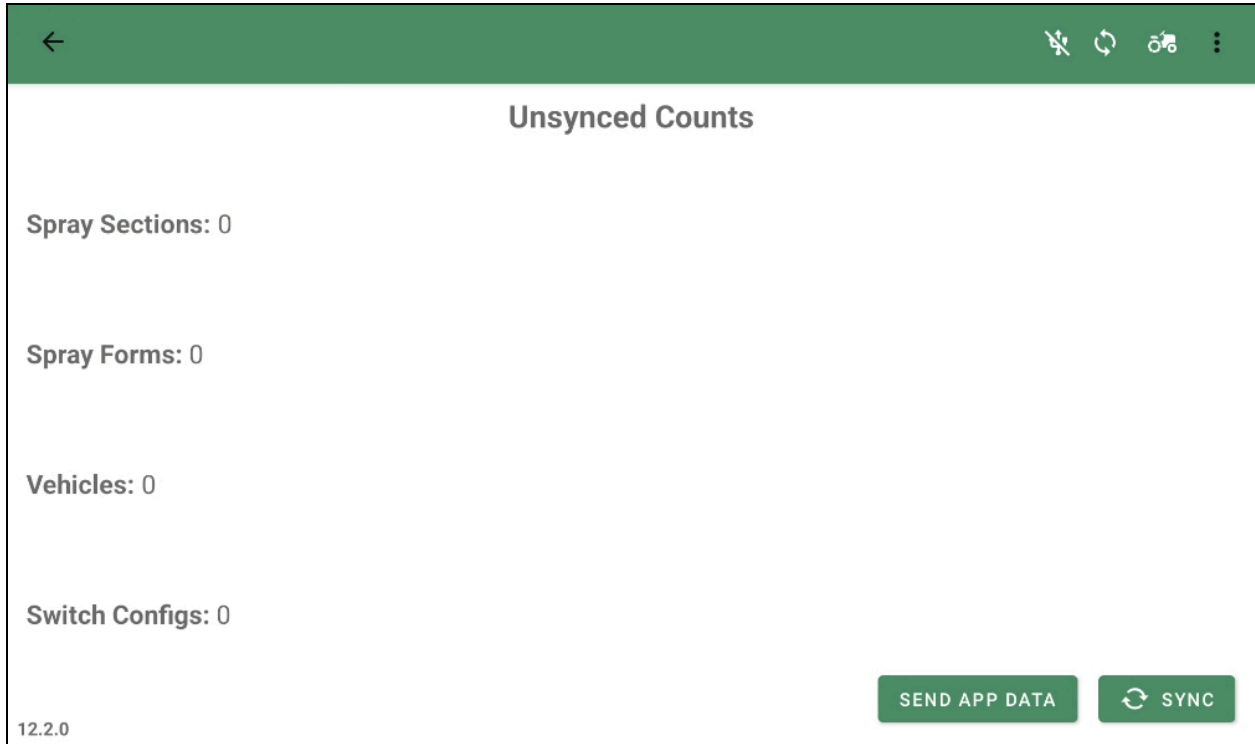 Unsynced Counts
Spray Sections: 0
Spray Forms: 0
Vehicles: 0
Switch Configs: 0
SEND APP DATA
SYNC
12.2.0